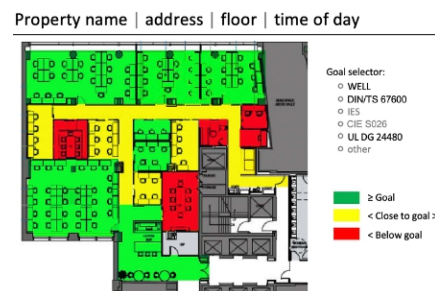 Property name | address | floor | time of day
Goal selector:
WELL
DIN/TS 67600
IES
CIE S026
UL DG 24480
other
≥ Goal
< Close to goal >
< Below goal